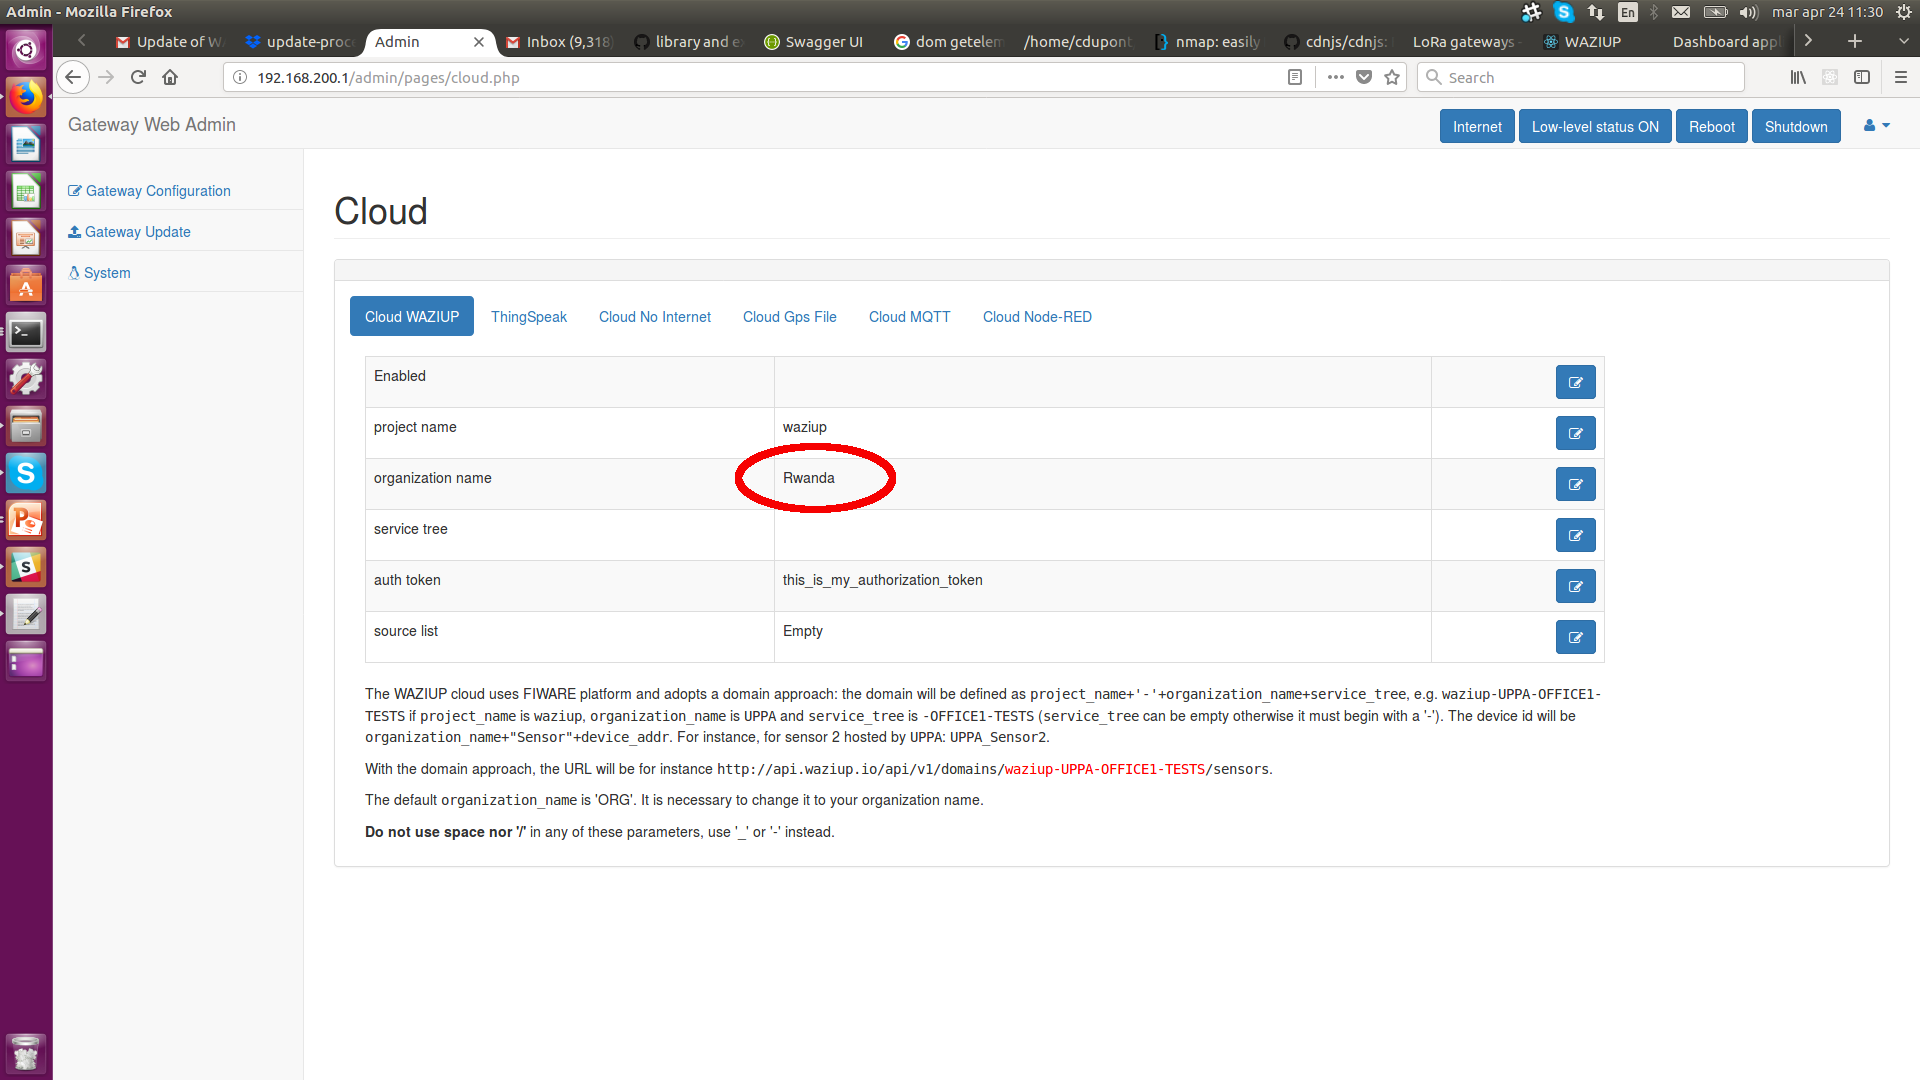 Admin - Mozilla Firefox
En
mar apr 24 11:30
Update of W
update-proc
Admin
Inbox (9,318
library and e
Swagger UI
dom getelem
/home/cdupont
nmap: easily
cdnjs/cdnjs:
LoRa gateways -
WAZIUP
Dashboard appl
192.168.200.1/admin/pages/cloud.php
Search
Gateway Web Admin
Internet
Low-level status ON
Reboot
Shutdown
Gateway Configuration
Gateway Update
System
Cloud
Cloud WAZIUP
ThingSpeak
Cloud No Internet
Cloud Gps File
Cloud MQTT
Cloud Node-RED
Enabled
project name waziup
organization name Rwanda
service tree
auth token this_is_my_authorization_token
source list Empty
The WAZIUP cloud uses FIWARE platform and adopts a domain approach: the domain will be defined as project_name+'-'+organization_name+service_tree, e.g. waziup-UPPA-OFFICE1-
TESTS if project_name is waziup, organization_name is UPPA and service_tree is -OFFICE1-TESTS (service_tree can be empty otherwise it must begin with a '-'). The device id will be
organization_name+"Sensor"+device_addr. For instance, for sensor 2 hosted by UPPA: UPPA_Sensor2.
With the domain approach, the URL will be for instance http://api.waziup.io/api/v1/domains/waziup-UPPA-OFFICE1-TESTS/sensors.
The default organization_name is 'ORG'. It is necessary to change it to your organization name.
Do not use space nor '/' in any of these parameters, use '_' or '-' instead.